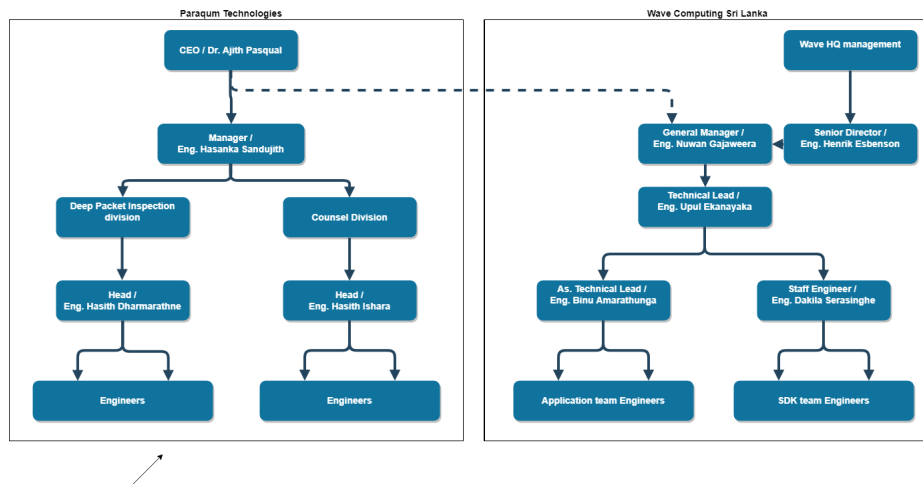 Paraqum Technologies
Wave Computing Sri Lanka
CEO / Dr. Ajith Pasqual
Wave HQ management
Manager /
Eng. Hasanka Sandujith
General Manager /
Eng. Nuwan Gajaweera
Senior Director /
Eng. Henrik Esbenson
Deep Packet Inspection
division
Counsel Division
Technical Lead /
Eng. Upul Ekanayaka
Head /
Eng. Hasith Dharmarathne
Head /
Eng. Hasith Ishara
As. Technical Lead /
Eng. Binu Amarathunga
Staff Engineer /
Eng. Dakila Serasinghe
Engineers
Engineers
Application team Engineers
SDK team Engineers